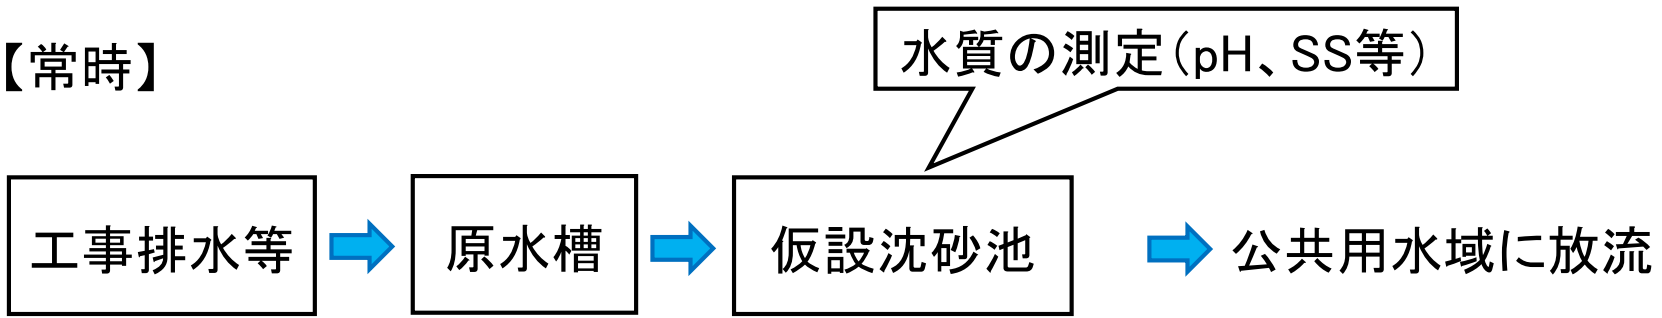 【常時】
水質の測定（pH、SS等）
工事排水等
原水槽
仮設沈砂池
公共用水域に放流